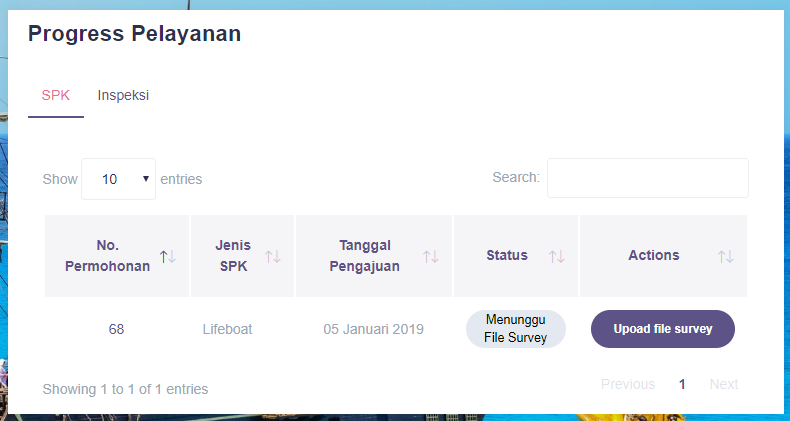 Progress Pelayanan
SPK Inspeksi
Show 10 entries Search:
No. Permohonan Jenis SPK Tanggal Pengajuan Status Actions
68 Lifeboat 05 Januari 2019 Menunggu File Survey Upoad file survey
Showing 1 to 1 of 1 entries Previous 1 Next